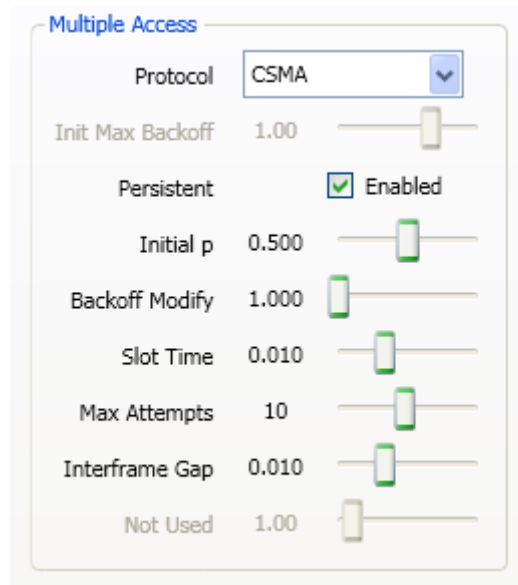 Multiple Access
Protocol CSMA
Init Max Backoff 1.00
Persistent Enabled
Initial p 0.500
Backoff Modify 1.000
Slot Time 0.010
Max Attempts 10
Interframe Gap 0.010
Not Used 1.00